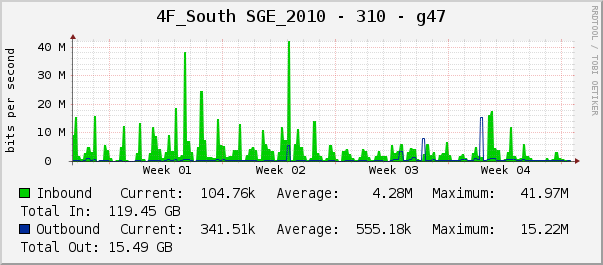 4F_South SGE_2010 - 310 - g47
RRDTOOL / TOBI OETIKER
bits per second
40 M
30 M
20 M
10 M
0
Week 01 Week 02 Week 03 Week 04
Inbound Current: 104.76k Average: 4.28M Maximum: 41.97M
Total In: 119.45 GB
Outbound Current: 341.51k Average: 555.18k Maximum: 15.22M
Total Out: 15.49 GB